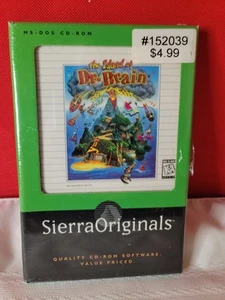 MS-DOS CD-ROM
#152039
$4.99
the Island of
Dr. Brain
SierraOriginals
QUALITY CD-ROM SOFTWARE.
VALUE PRICED.